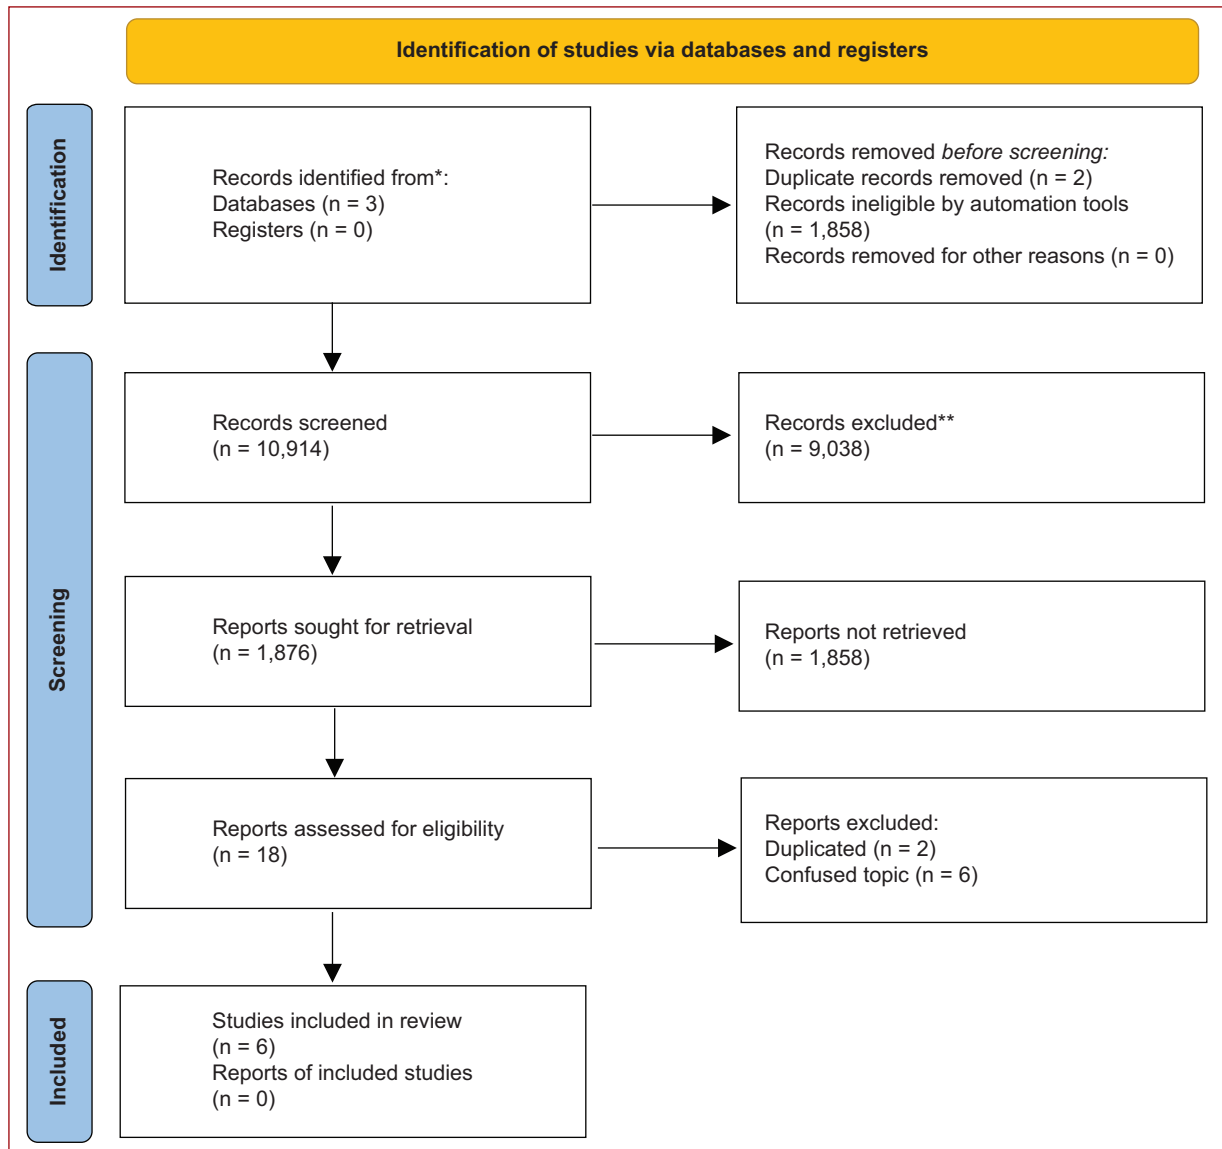 Identification of studies via databases and registers
Identification
Records identified from*:
Databases (n = 3)
Registers (n = 0)
Records removed before screening:
Duplicate records removed (n = 2)
Records ineligible by automation tools
(n = 1,858)
Records removed for other reasons (n = 0)
Screening
Records screened
(n = 10,914)
Records excluded**
(n = 9,038)
Reports sought for retrieval
(n = 1,876)
Reports not retrieved
(n = 1,858)
Reports assessed for eligibility
(n = 18)
Reports excluded:
Duplicated (n = 2)
Confused topic (n = 6)
Included
Studies included in review
(n = 6)
Reports of included studies
(n = 0)